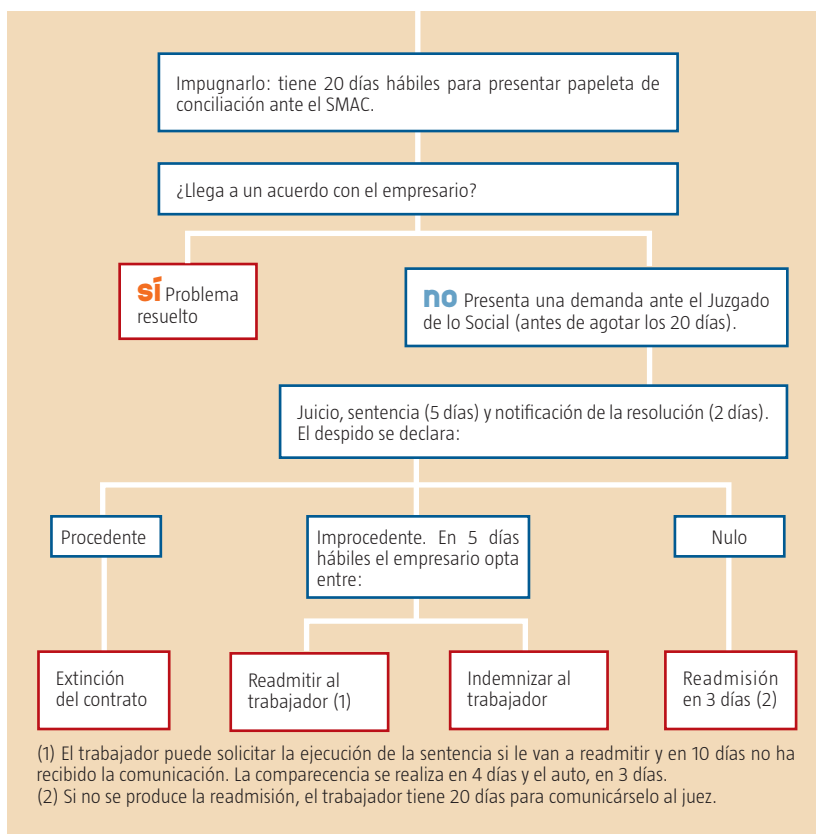 Impugnarlo: tiene 20 días hábiles para presentar papeleta de
conciliación ante el SMAC.
¿Llega a un acuerdo con el empresario?
sí Problema
resuelto
no Presenta una demanda ante el Juzgado
de lo Social (antes de agotar los 20 días).
Juicio, sentencia (5 días) y notificación de la resolución (2 días).
El despido se declara:
Procedente
Improcedente. En 5 días
hábiles el empresario opta
entre:
Nulo
Extinción
del contrato
Readmitir al
trabajador (1)
Indemnizar al
trabajador
Readmisión
en 3 días (2)
(1) El trabajador puede solicitar la ejecución de la sentencia si le van a readmitir y en 10 días no ha
recibido la comunicación. La comparecencia se realiza en 4 días y el auto, en 3 días.
(2) Si no se produce la readmisión, el trabajador tiene 20 días para comunicárselo al juez.